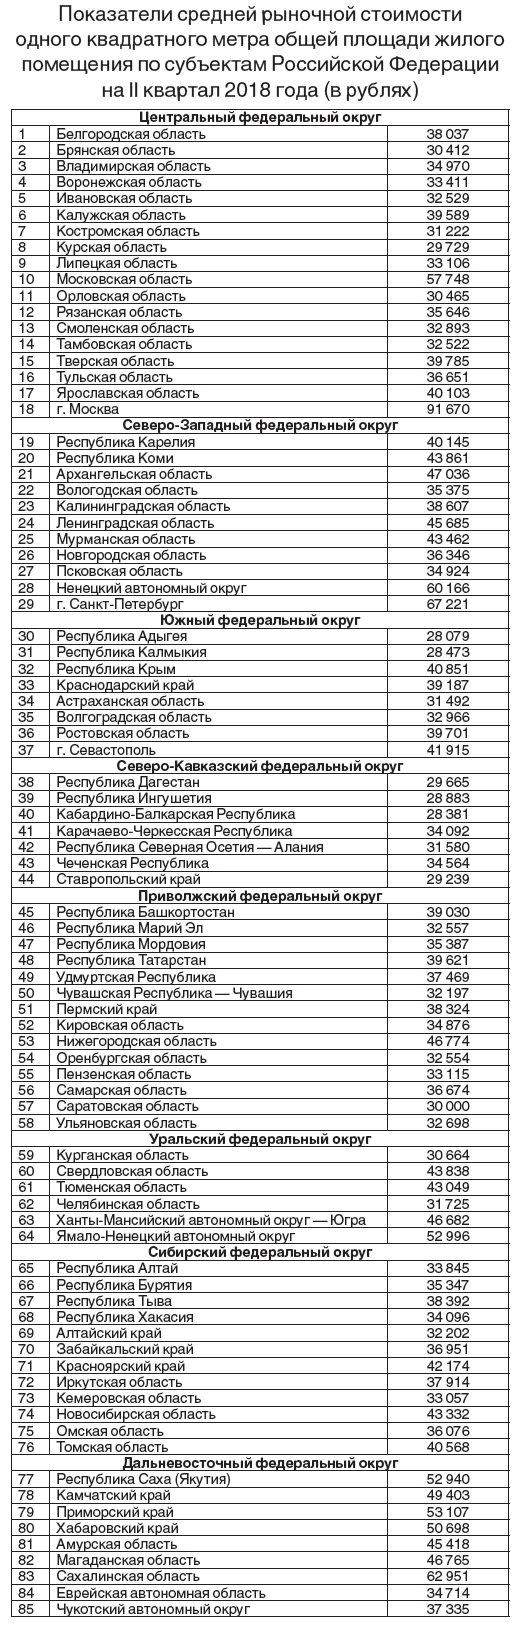 Показатели средней рыночной стоимости
одного квадратного метра общей площади жилого
помещения по субъектам Российской Федерации
на II квартал 2018 года (в рублях)
Центральный федеральный округ
1 Белгородская область 38 037
2 Брянская область 30 412
3 Владимирская область 34 970
4 Воронежская область 33 411
5 Ивановская область 32 529
6 Калужская область 39 589
7 Костромская область 31 222
8 Курская область 29 729
9 Липецкая область 33 106
10 Московская область 57 748
11 Орловская область 30 465
12 Рязанская область 35 646
13 Смоленская область 32 893
14 Тамбовская область 32 522
15 Тверская область 39 785
16 Тульская область 36 651
17 Ярославская область 40 103
18 г. Москва 91 670
Северо-Западный федеральный округ
19 Республика Карелия 40 145
20 Республика Коми 43 861
21 Архангельская область 47 036
22 Вологодская область 35 375
23 Калининградская область 38 607
24 Ленинградская область 45 685
25 Мурманская область 43 462
26 Новгородская область 36 346
27 Псковская область 34 924
28 Ненецкий автономный округ 60 166
29 г. Санкт-Петербург 67 221
Южный федеральный округ
30 Республика Адыгея 28 079
31 Республика Калмыкия 28 473
32 Республика Крым 40 851
33 Краснодарский край 39 187
34 Астраханская область 31 492
35 Волгоградская область 32 966
36 Ростовская область 39 701
37 г. Севастополь 41 915
Северо-Кавказский федеральный округ
38 Республика Дагестан 29 665
39 Республика Ингушетия 28 883
40 Кабардино-Балкарская Республика 28 381
41 Карачаево-Черкесская Республика 34 092
42 Республика Северная Осетия — Алания 31 580
43 Чеченская Республика 34 564
44 Ставропольский край 29 239
Приволжский федеральный округ
45 Республика Башкортостан 39 030
46 Республика Марий Эл 32 557
47 Республика Мордовия 35 387
48 Республика Татарстан 39 621
49 Удмуртская Республика 37 469
50 Чувашская Республика — Чувашия 32 197
51 Пермский край 38 324
52 Кировская область 34 876
53 Нижегородская область 46 774
54 Оренбургская область 32 554
55 Пензенская область 33 115
56 Самарская область 36 674
57 Саратовская область 30 000
58 Ульяновская область 32 698
Уральский федеральный округ
59 Курганская область 30 664
60 Свердловская область 43 838
61 Тюменская область 43 049
62 Челябинская область 31 725
63 Ханты-Мансийский автономный округ — Югра 46 682
64 Ямало-Ненецкий автономный округ 52 996
Сибирский федеральный округ
65 Республика Алтай 33 845
66 Республика Бурятия 35 347
67 Республика Тыва 38 392
68 Республика Хакасия 34 096
69 Алтайский край 32 202
70 Забайкальский край 36 951
71 Красноярский край 42 174
72 Иркутская область 37 914
73 Кемеровская область 33 057
74 Новосибирская область 43 332
75 Омская область 36 076
76 Томская область 40 568
Дальневосточный федеральный округ
77 Республика Саха (Якутия) 52 940
78 Камчатский край 49 403
79 Приморский край 53 107
80 Хабаровский край 50 698
81 Амурская область 45 418
82 Магаданская область 46 765
83 Сахалинская область 62 951
84 Еврейская автономная область 34 714
85 Чукотский автономный округ 37 335